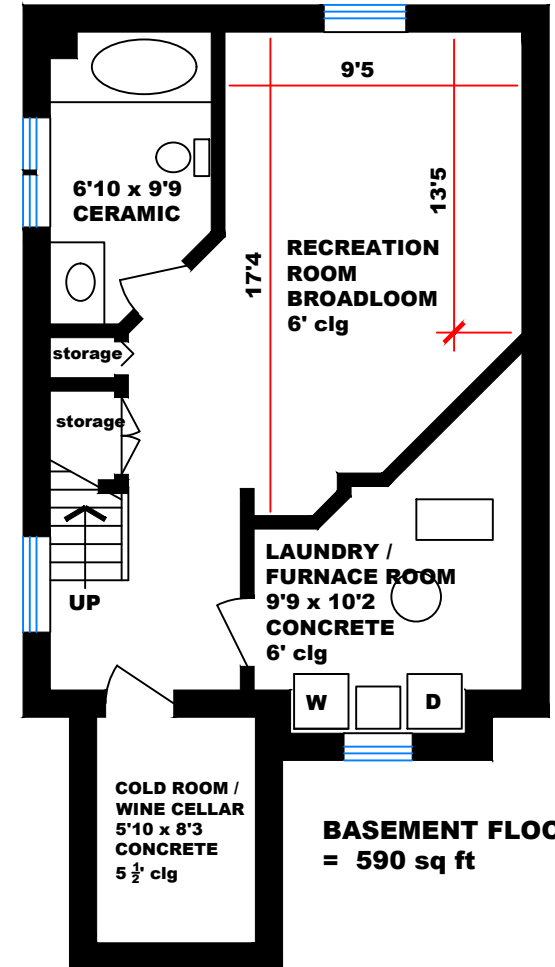 9'5
6'10 x 9'9
CERAMIC
13'5
17'4
RECREATION
ROOM
BROADLOOM
6' clg
storage
storage
UP
LAUNDRY /
FURNACE ROOM
9'9 x 10'2
CONCRETE
6' clg
W
D
COLD ROOM /
WINE CELLAR
5'10 x 8'3
CONCRETE
5 ½' clg
BASEMENT FLOO
= 590 sq ft